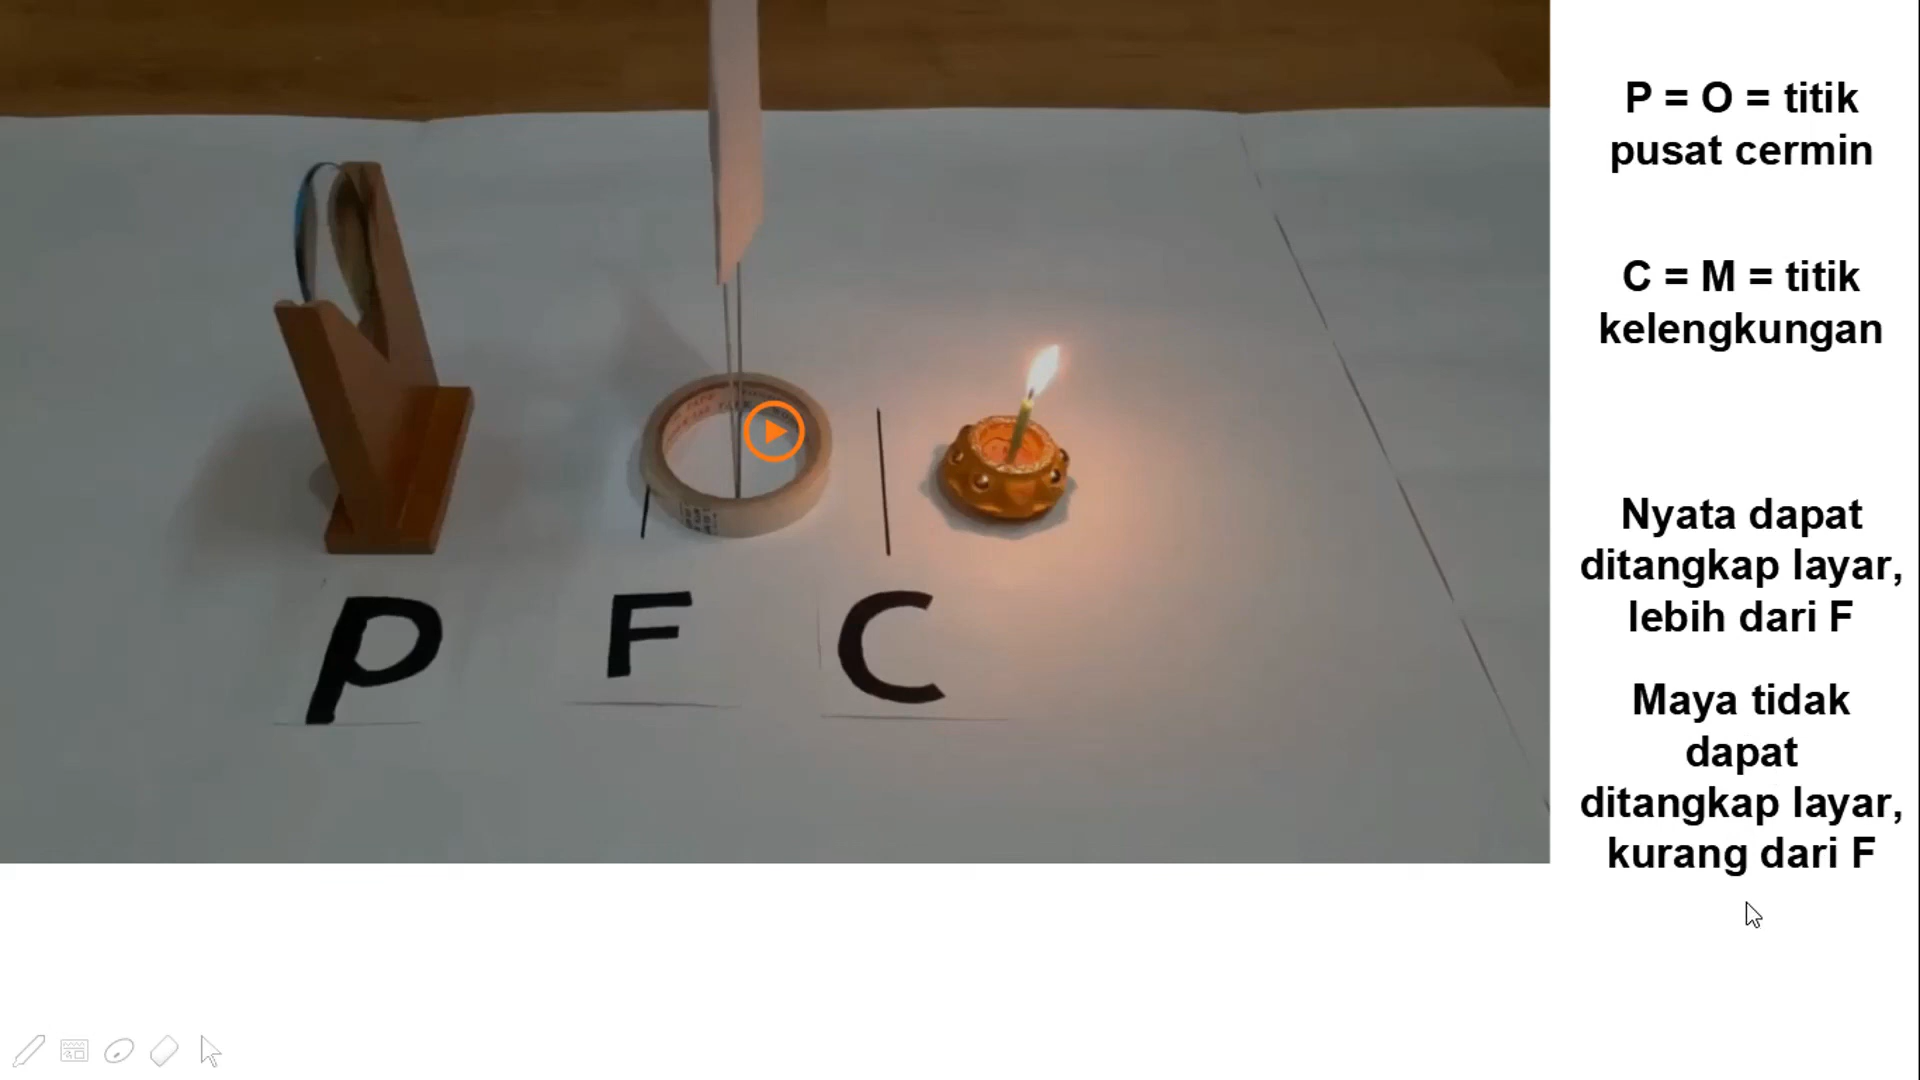 P = O = titik
pusat cermin
C = M = titik
kelengkungan
Nyata dapat
ditangkap layar,
lebih dari F
Maya tidak
dapat
ditangkap layar,
kurang dari F
P F C